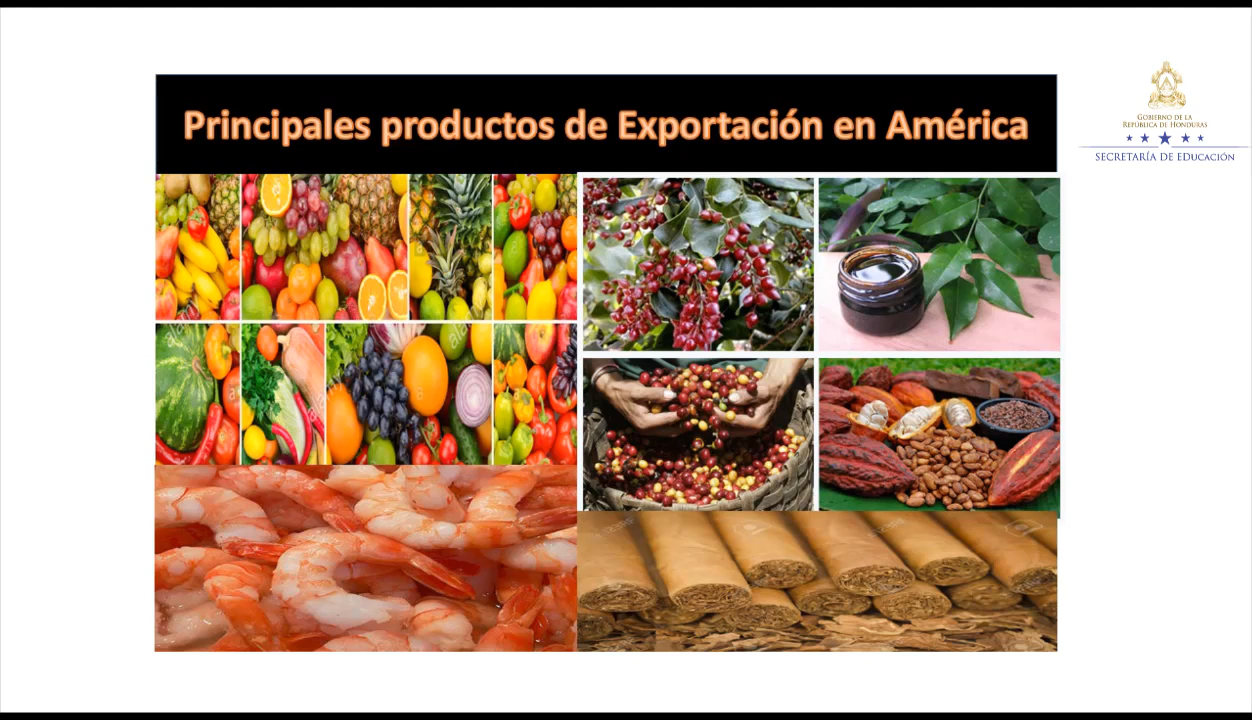 Principales productos de Exportación en América
GOBIERNO DE LA
REPÚBLICA DE HONDURAS
SECRETARÍA DE EDUCACIÓN